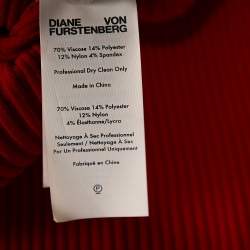 DIANE VON
FURSTENBERG
70% Viscose 14% Polyester
12% Nylon 4% Spandex
Professional Dry Clean Only
Made in China
70% Viscose 14% Polyester
12% Nylon
4% Elasthanne/Lycra
Nettoyage À Sec Professionnel
Seulement / Nettoyage À Sec
Par Un Professionnel Uniquement
Fabriqué en Chine
P